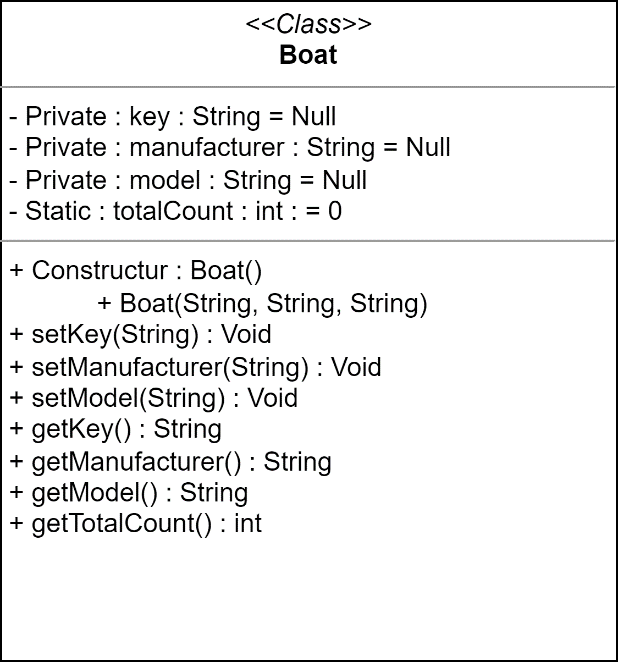 <<Class>>
Boat
- Private : key : String = Null
- Private : manufacturer : String = Null
- Private : model : String = Null
- Static : totalCount : int : = 0
+ Constructur : Boat()
+ Boat(String, String, String)
+ setKey(String) : Void
+ setManufacturer(String) : Void
+ setModel(String) : Void
+ getKey() : String
+ getManufacturer() : String
+ getModel() : String
+ getTotalCount() : int